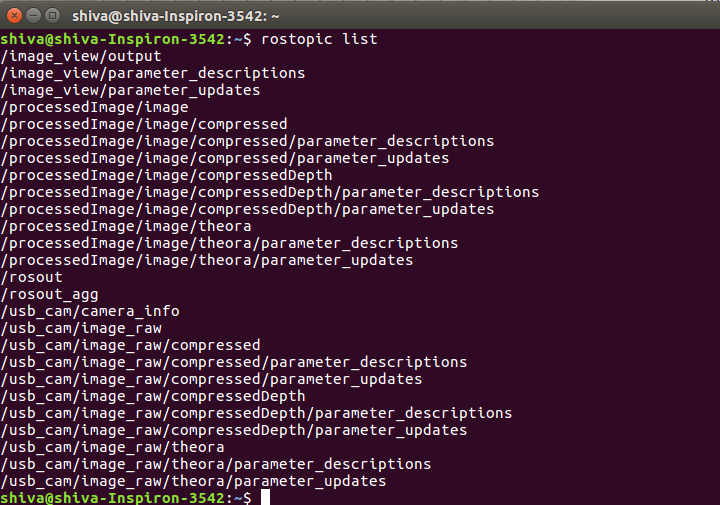 shiva@shiva-Inspiron-3542: ~
shiva@shiva-Inspiron-3542:~$ rostopic list
/image_view/output
/image_view/parameter_descriptions
/image_view/parameter_updates
/processedImage/image
/processedImage/image/compressed
/processedImage/image/compressed/parameter_descriptions
/processedImage/image/compressed/parameter_updates
/processedImage/image/compressedDepth
/processedImage/image/compressedDepth/parameter_descriptions
/processedImage/image/compressedDepth/parameter_updates
/processedImage/image/theora
/processedImage/image/theora/parameter_descriptions
/processedImage/image/theora/parameter_updates
/rosout
/rosout_agg
/usb_cam/camera_info
/usb_cam/image_raw
/usb_cam/image_raw/compressed
/usb_cam/image_raw/compressed/parameter_descriptions
/usb_cam/image_raw/compressed/parameter_updates
/usb_cam/image_raw/compressedDepth
/usb_cam/image_raw/compressedDepth/parameter_descriptions
/usb_cam/image_raw/compressedDepth/parameter_updates
/usb_cam/image_raw/theora
/usb_cam/image_raw/theora/parameter_descriptions
/usb_cam/image_raw/theora/parameter_updates
shiva@shiva-Inspiron-3542:~$